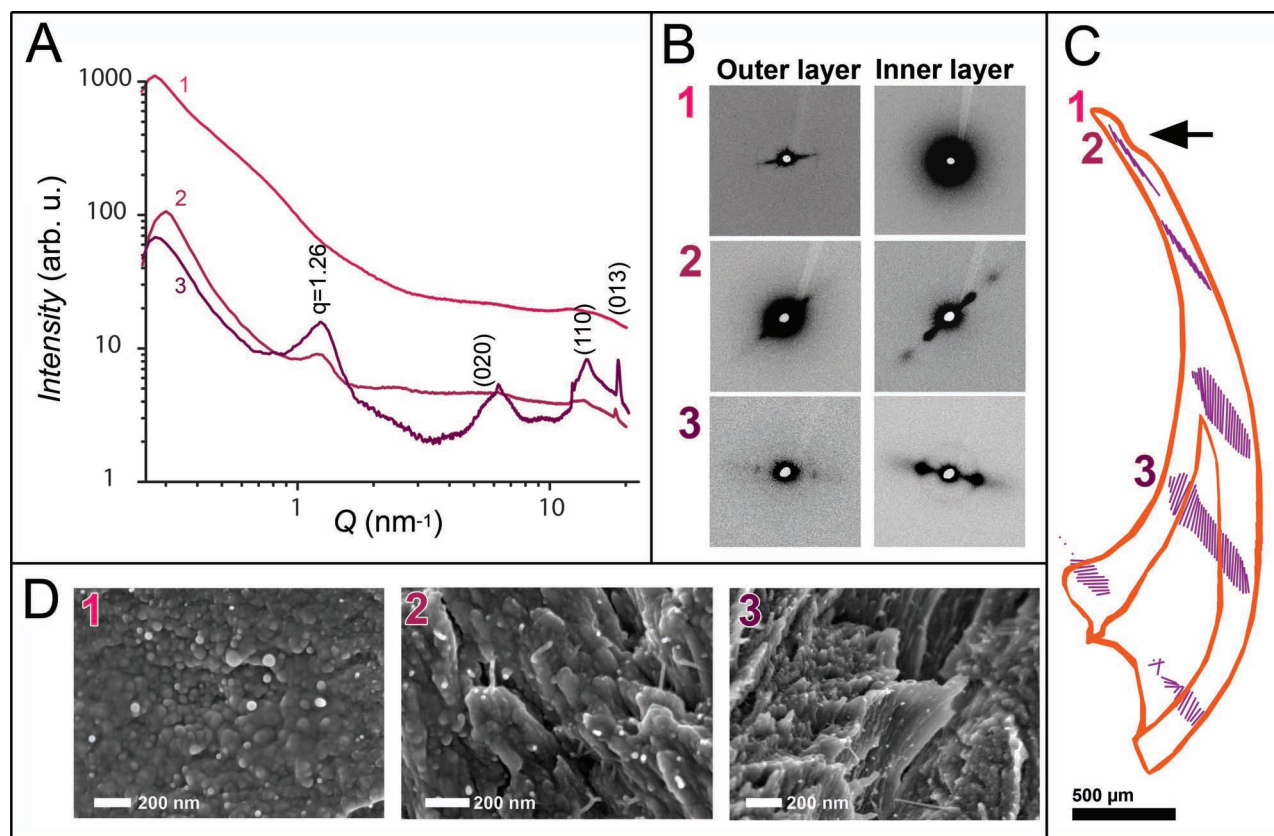 A
1000
100
10
1
1
2
3
q=1.26
(020)
(110)
(013)
Intensity (arb. u.)
1
10
Q (nm-1)
B
Outer layer
Inner layer
1
2
3
C
1
2
3
500 µm
D
1
200 nm
2
200 nm
3
200 nm